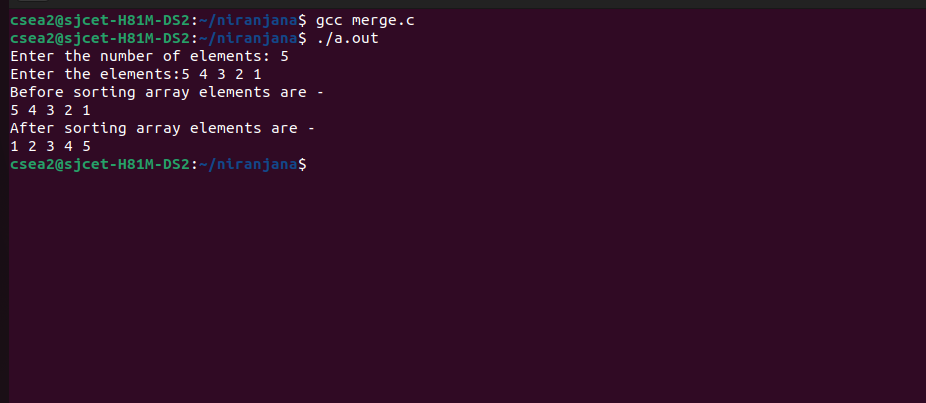 csea2@sjcet-H81M-DS2:~/niranjana$ gcc merge.c
csea2@sjcet-H81M-DS2:~/niranjana$ ./a.out
Enter the number of elements: 5
Enter the elements:5 4 3 2 1
Before sorting array elements are -
5 4 3 2 1
After sorting array elements are -
1 2 3 4 5
csea2@sjcet-H81M-DS2:~/niranjana$